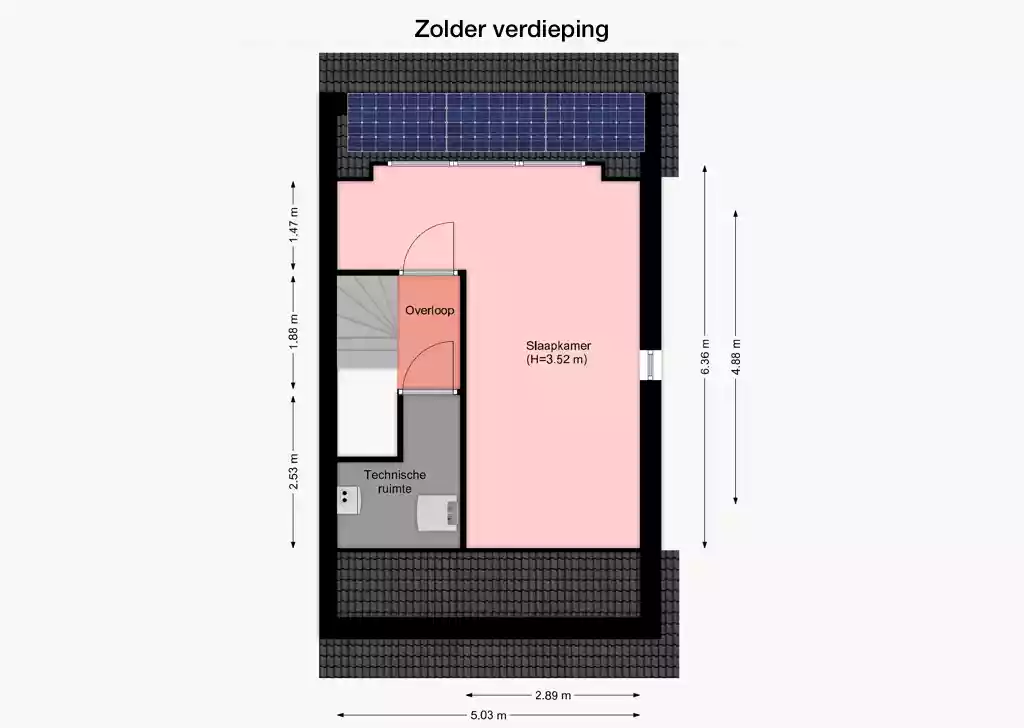 Zolder verdieping
1.47 m
Overloop
1.88 m
Slaapkamer
(H=3.52 m)
6.36 m
4.88 m
2.53 m
Technische
ruimte
2.89 m
5.03 m